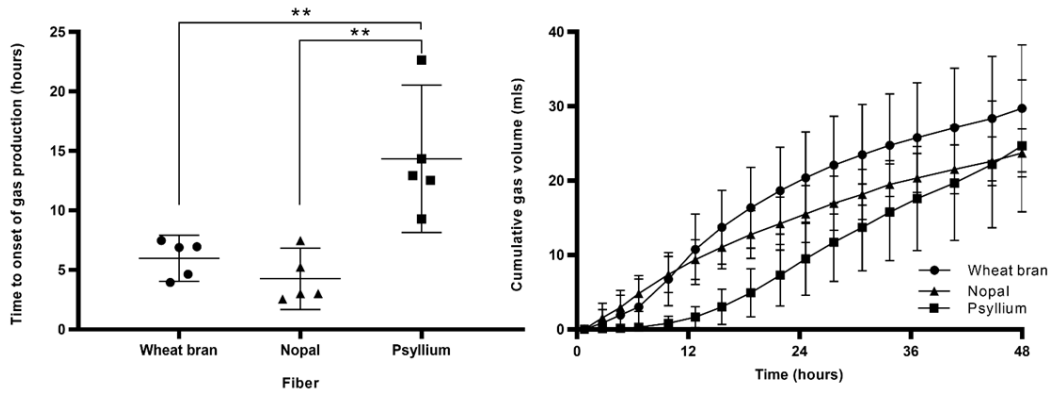 **
**
Time to onset of gas production (hours)
25
20
15
10
5
0
Wheat bran
Nopal
Psyllium
Fiber
Cumulative gas volume (mls)
40
30
20
10
0
0
12
24
36
48
Time (hours)
Wheat bran
Nopal
Psyllium